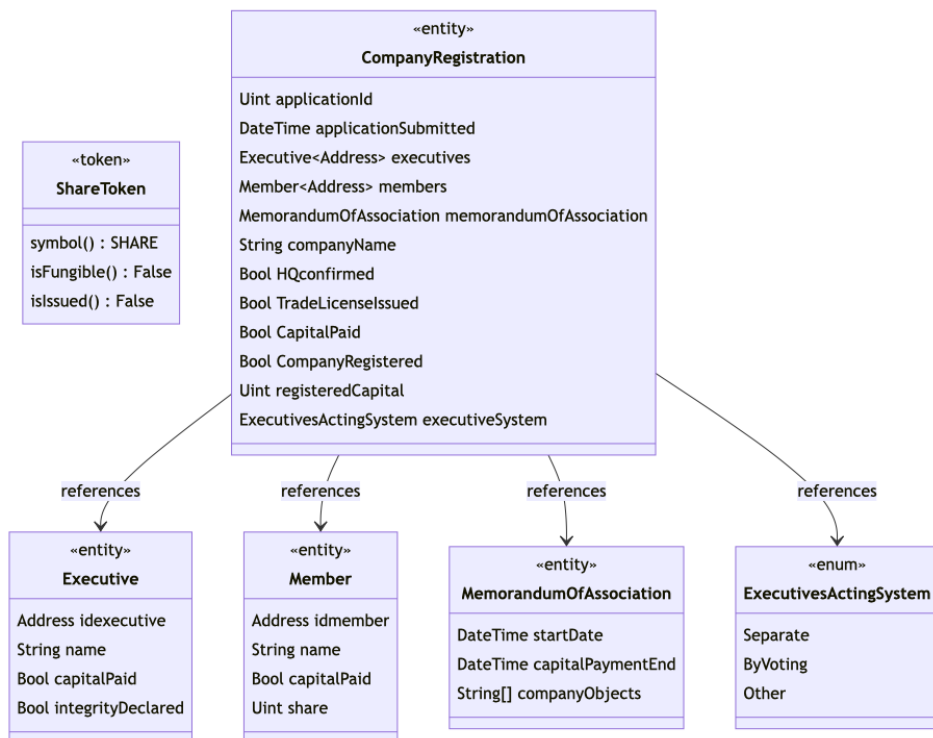 «entity»
CompanyRegistration
Uint applicationId
DateTime applicationSubmitted
Executive<Address> executives
Member<Address> members
MemorandumOfAssociation memorandumOfAssociation
String companyName
Bool HQconfirmed
Bool TradeLicenseIssued
Bool CapitalPaid
Bool CompanyRegistered
Uint registeredCapital
ExecutivesActingSystem executiveSystem
«token»
ShareToken
symbol() : SHARE
isFungible() : False
isIssued() : False
references
references
references
references
«entity»
Executive
Address idexecutive
String name
Bool capitalPaid
Bool integrityDeclared
«entity»
Member
Address idmember
String name
Bool capitalPaid
Uint share
«entity»
MemorandumOfAssociation
DateTime startDate
DateTime capitalPaymentEnd
String[] companyObjects
«enum»
ExecutivesActingSystem
Separate
ByVoting
Other